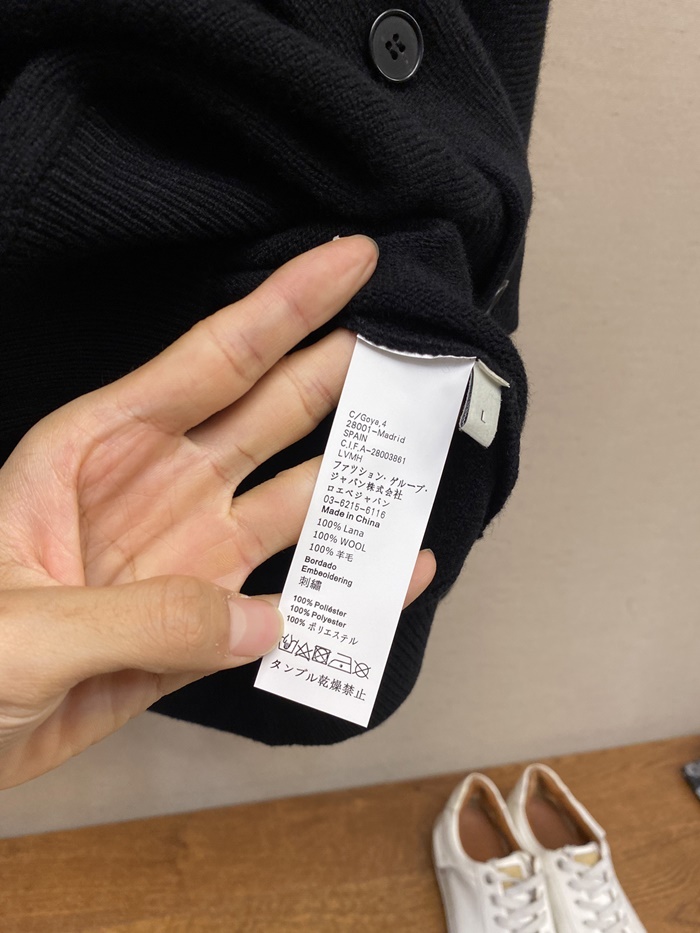 C/Goya,4
28001-Madrid
SPAIN
C.I.F.A-28003861
LVMH
ファッション・グループ・
ジャパン株式会社
ロエベジャパン
03-6215-6116
Made in China
100% Lana
100% WOOL
100% 羊毛
Bordado
Embeoidering
刺繡
100% Poliéster
100% Polyester
100% ポリエステル
タンブル乾燥禁止
L